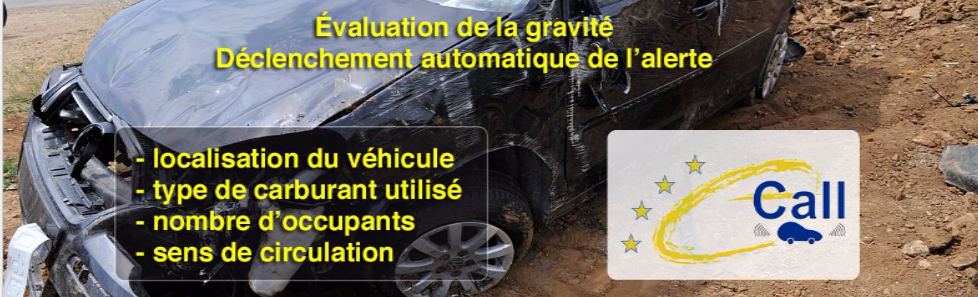 Évaluation de la gravité
Déclenchement automatique de l’alerte
- localisation du véhicule
- type de carburant utilisé
- nombre d’occupants
- sens de circulation
Call